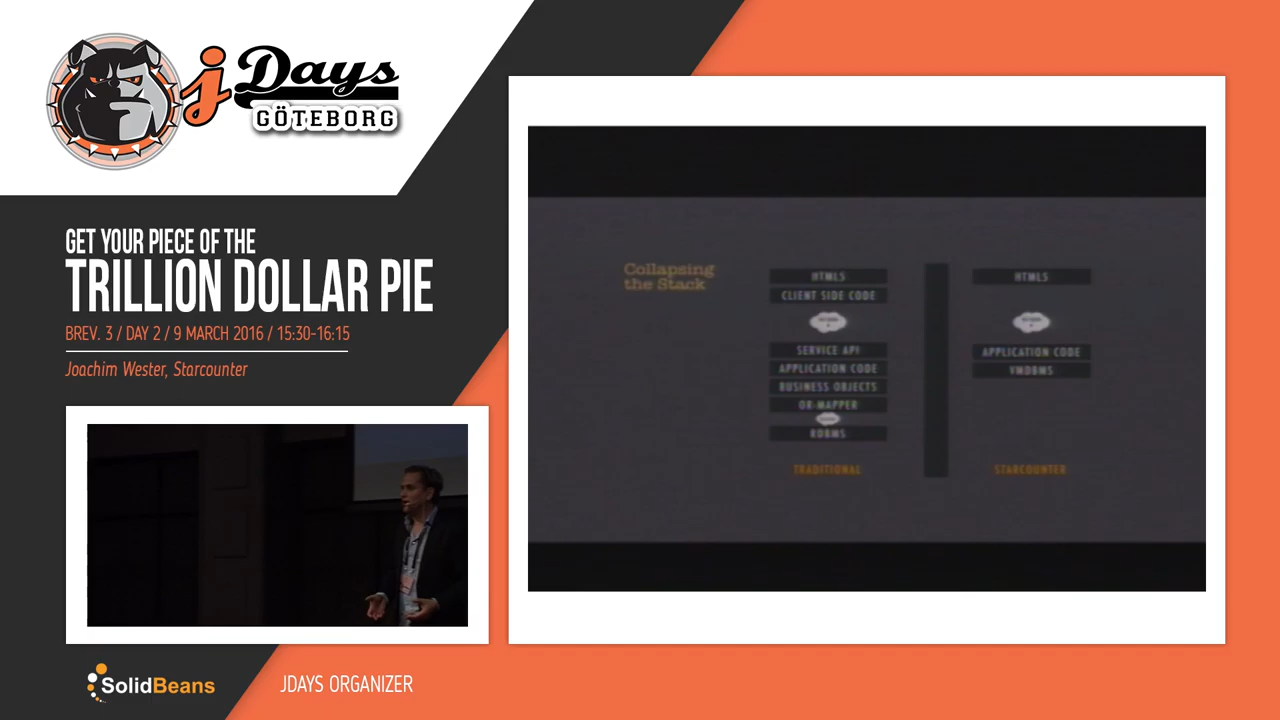 j Days
GÖTEBORG
GET YOUR PIECE OF THE
TRILLION DOLLAR PIE
BREV. 3 / DAY 2 / 9 MARCH 2016 / 15:30-16:15
Joachim Wester, Starcounter
Collapsing
the Stack
HTML5
CLIENT SIDE CODE
SERVICE API
APPLICATION CODE
BUSINESS OBJECTS
OR-MAPPER
RDBMS
TRADITIONAL
HTML5
APPLICATION CODE
VMDBMS
STARCOUNTER
SolidBeans
JDAYS ORGANIZER